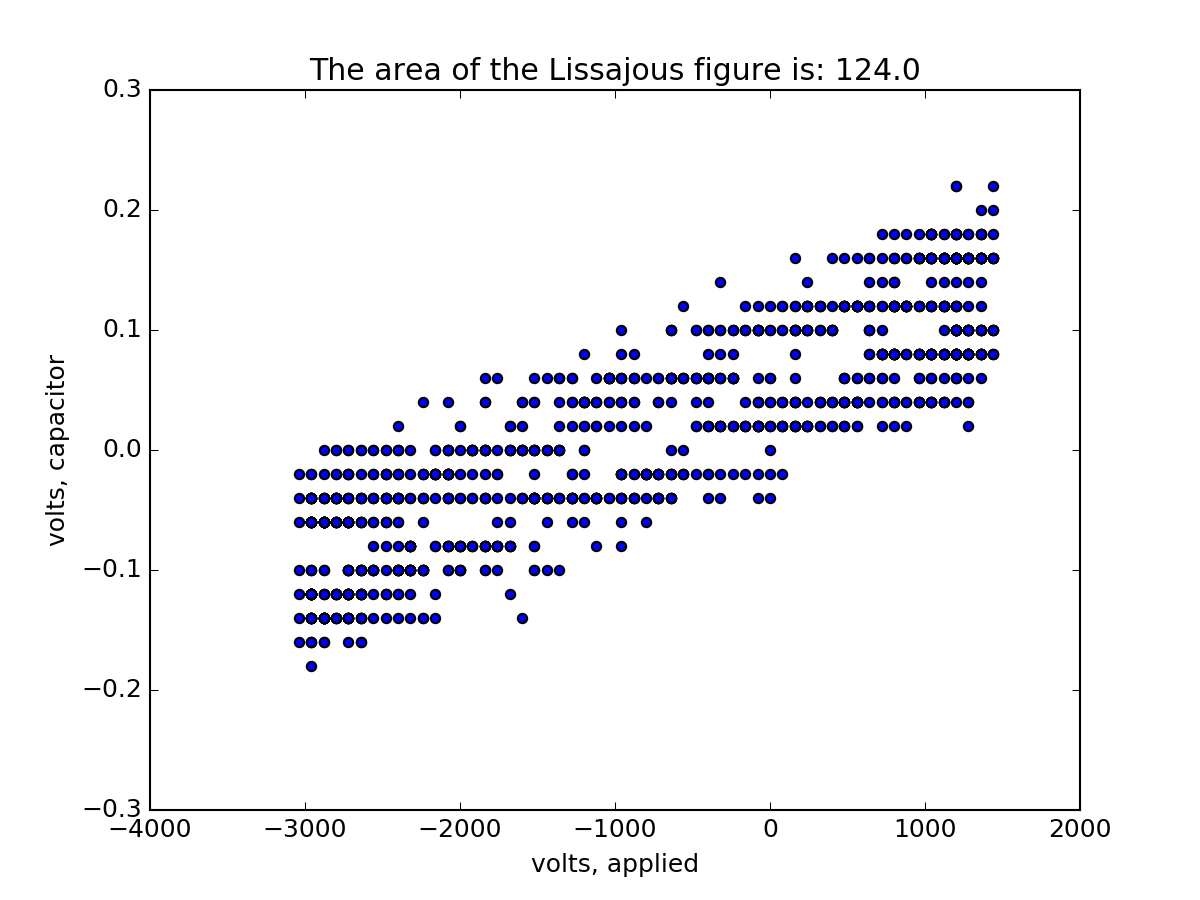 The area of the Lissajous figure is: 124.0
0.3
0.2
0.1
0.0
−0.1
−0.2
−0.3
volts, capacitor
−4000 −3000 −2000 −1000 0 1000 2000
volts, applied